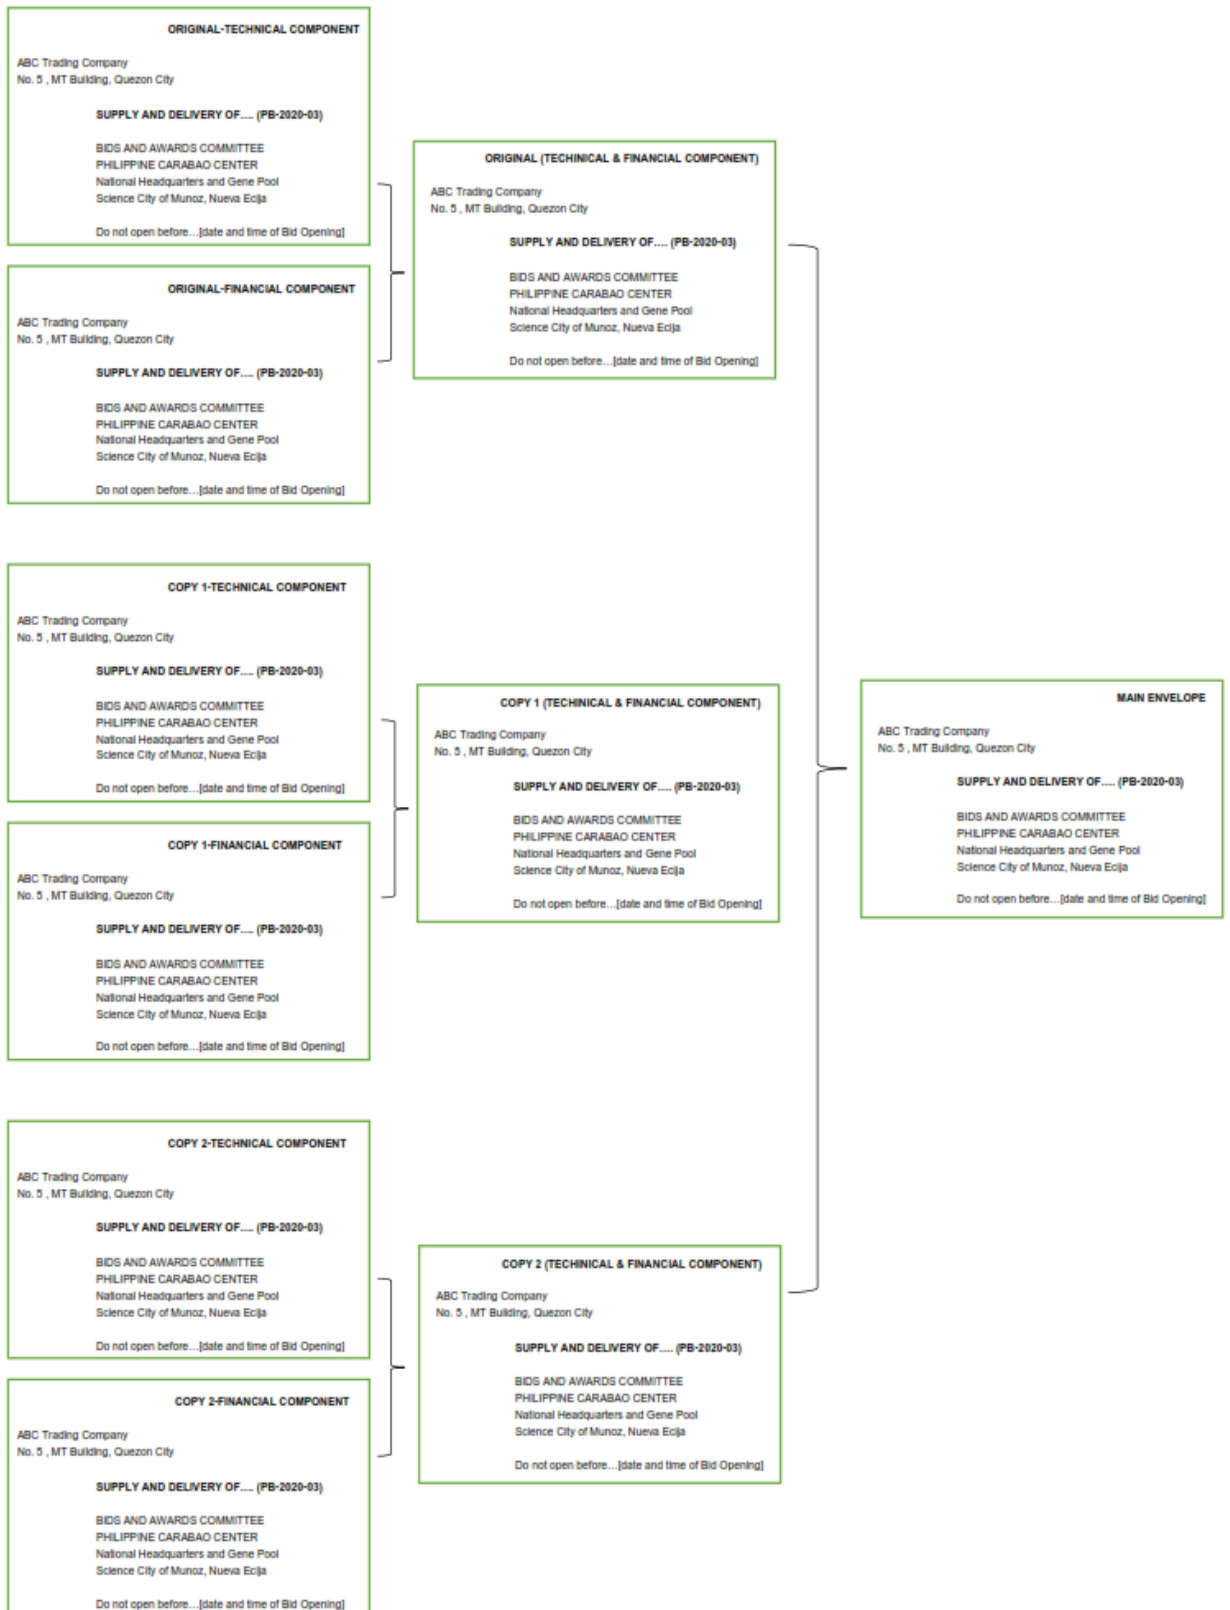 ORIGINAL-TECHNICAL COMPONENT
ABC Trading Company
No. 5 , MT Building, Quezon City
SUPPLY AND DELIVERY OF.... (PB-2020-03)
BIDS AND AWARDS COMMITTEE
PHILIPPINE CARABAO CENTER
National Headquarters and Gene Pool
Science City of Munoz, Nueva Ecija
Do not open before...[date and time of Bid Opening]
ORIGINAL-FINANCIAL COMPONENT
ABC Trading Company
No. 5 , MT Building, Quezon City
SUPPLY AND DELIVERY OF.... (PB-2020-03)
BIDS AND AWARDS COMMITTEE
PHILIPPINE CARABAO CENTER
National Headquarters and Gene Pool
Science City of Munoz, Nueva Ecija
Do not open before...[date and time of Bid Opening]
ORIGINAL (TECHINICAL & FINANCIAL COMPONENT)
ABC Trading Company
No. 5 , MT Building, Quezon City
SUPPLY AND DELIVERY OF.... (PB-2020-03)
BIDS AND AWARDS COMMITTEE
PHILIPPINE CARABAO CENTER
National Headquarters and Gene Pool
Science City of Munoz, Nueva Ecija
Do not open before...[date and time of Bid Opening]
COPY 1-TECHNICAL COMPONENT
ABC Trading Company
No. 5 , MT Building, Quezon City
SUPPLY AND DELIVERY OF.... (PB-2020-03)
BIDS AND AWARDS COMMITTEE
PHILIPPINE CARABAO CENTER
National Headquarters and Gene Pool
Science City of Munoz, Nueva Ecija
Do not open before...[date and time of Bid Opening]
COPY 1-FINANCIAL COMPONENT
ABC Trading Company
No. 5 , MT Building, Quezon City
SUPPLY AND DELIVERY OF.... (PB-2020-03)
BIDS AND AWARDS COMMITTEE
PHILIPPINE CARABAO CENTER
National Headquarters and Gene Pool
Science City of Munoz, Nueva Ecija
Do not open before...[date and time of Bid Opening]
COPY 1 (TECHINICAL & FINANCIAL COMPONENT)
ABC Trading Company
No. 5 , MT Building, Quezon City
SUPPLY AND DELIVERY OF.... (PB-2020-03)
BIDS AND AWARDS COMMITTEE
PHILIPPINE CARABAO CENTER
National Headquarters and Gene Pool
Science City of Munoz, Nueva Ecija
Do not open before...[date and time of Bid Opening]
MAIN ENVELOPE
ABC Trading Company
No. 5 , MT Building, Quezon City
SUPPLY AND DELIVERY OF.... (PB-2020-03)
BIDS AND AWARDS COMMITTEE
PHILIPPINE CARABAO CENTER
National Headquarters and Gene Pool
Science City of Munoz, Nueva Ecija
Do not open before...[date and time of Bid Opening]
COPY 2-TECHNICAL COMPONENT
ABC Trading Company
No. 5 , MT Building, Quezon City
SUPPLY AND DELIVERY OF.... (PB-2020-03)
BIDS AND AWARDS COMMITTEE
PHILIPPINE CARABAO CENTER
National Headquarters and Gene Pool
Science City of Munoz, Nueva Ecija
Do not open before...[date and time of Bid Opening]
COPY 2-FINANCIAL COMPONENT
ABC Trading Company
No. 5 , MT Building, Quezon City
SUPPLY AND DELIVERY OF.... (PB-2020-03)
BIDS AND AWARDS COMMITTEE
PHILIPPINE CARABAO CENTER
National Headquarters and Gene Pool
Science City of Munoz, Nueva Ecija
Do not open before...[date and time of Bid Opening]
COPY 2 (TECHINICAL & FINANCIAL COMPONENT)
ABC Trading Company
No. 5 , MT Building, Quezon City
SUPPLY AND DELIVERY OF.... (PB-2020-03)
BIDS AND AWARDS COMMITTEE
PHILIPPINE CARABAO CENTER
National Headquarters and Gene Pool
Science City of Munoz, Nueva Ecija
Do not open before...[date and time of Bid Opening]